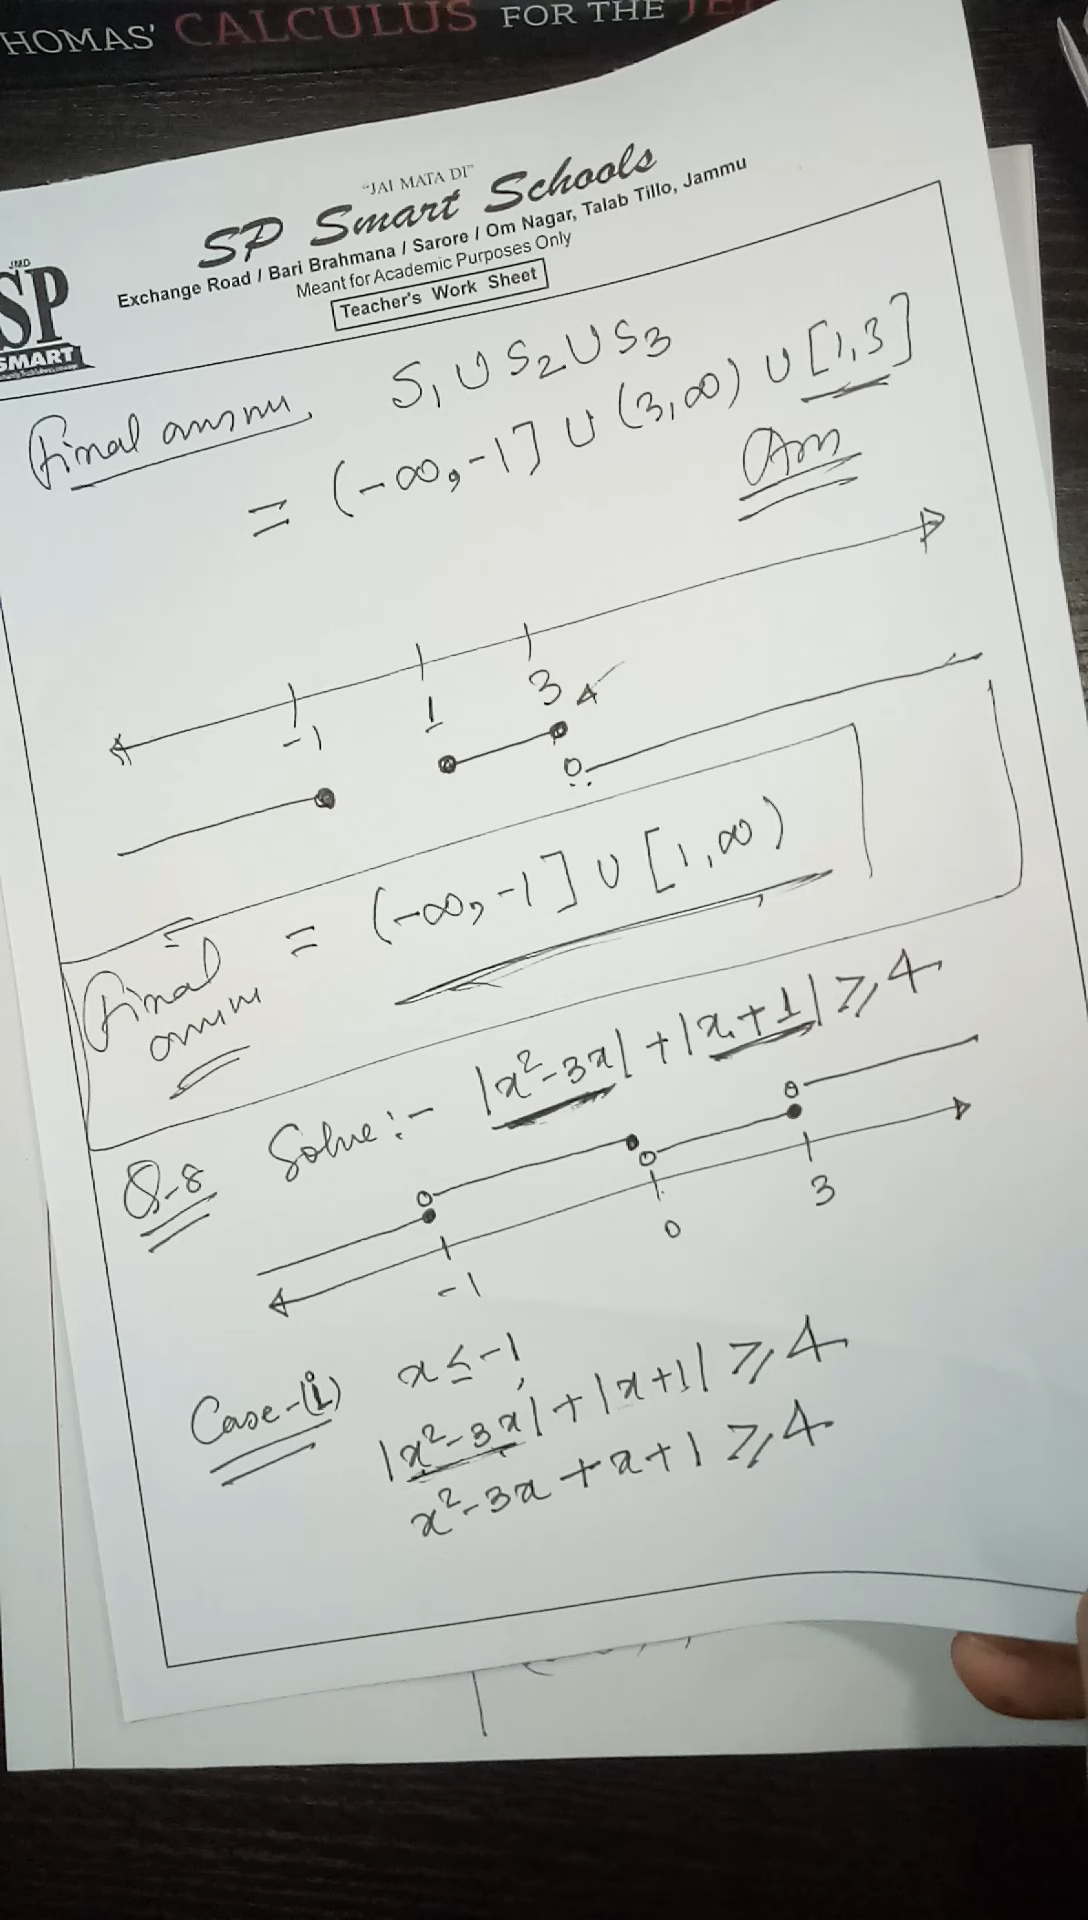 HOMAS' CALCULUS FOR THE JE
"JAI MATA DI"
SP Smart Schools
Exchange Road / Bari Brahmana / Sarore / Om Nagar, Talab Tillo, Jammu
Meant for Academic Purposes Only
Teacher's Work Sheet
JMD
SP
SMART
Final answer S₁ ∪ S₂ ∪ S₃
= (-∞, -1] ∪ (3, ∞) ∪ [1, 3]
Ans
-1 1 3
Final answer = (-∞, -1] ∪ [1, ∞)
Q-8 Solve:- |x²-3x| + |x+1| ≥ 4
-1 0 3
Case-(i) x ≤ -1
|x²-3x| + |x+1| ≥ 4
x²-3x + x+1 ≥ 4